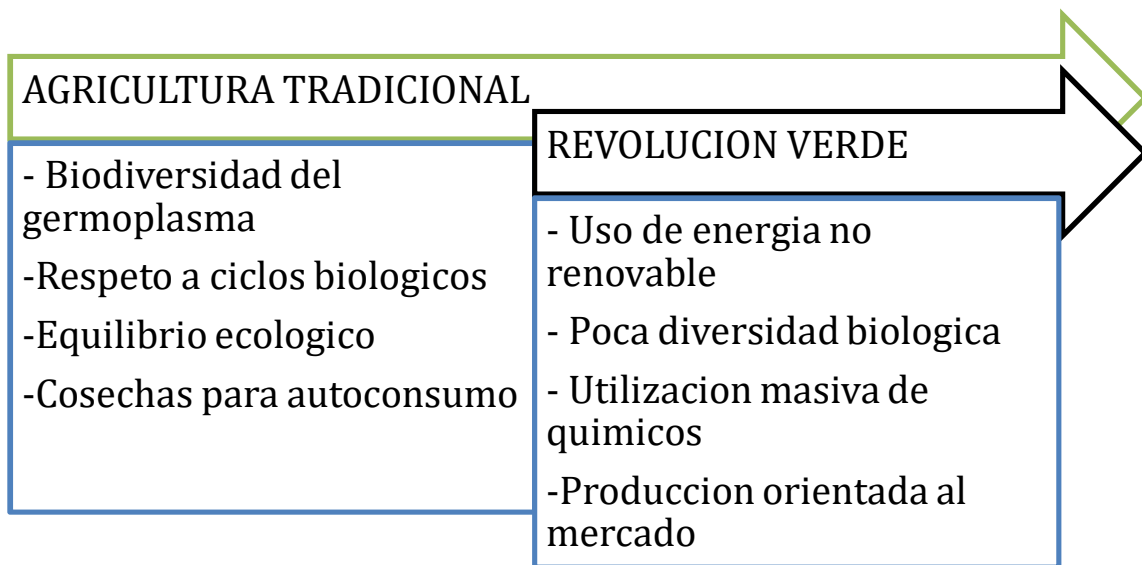 AGRICULTURA TRADICIONAL
- Biodiversidad del
germoplasma
-Respeto a ciclos biologicos
-Equilibrio ecologico
-Cosechas para autoconsumo
REVOLUCION VERDE
- Uso de energia no
renovable
- Poca diversidad biologica
- Utilizacion masiva de
quimicos
-Produccion orientada al
mercado